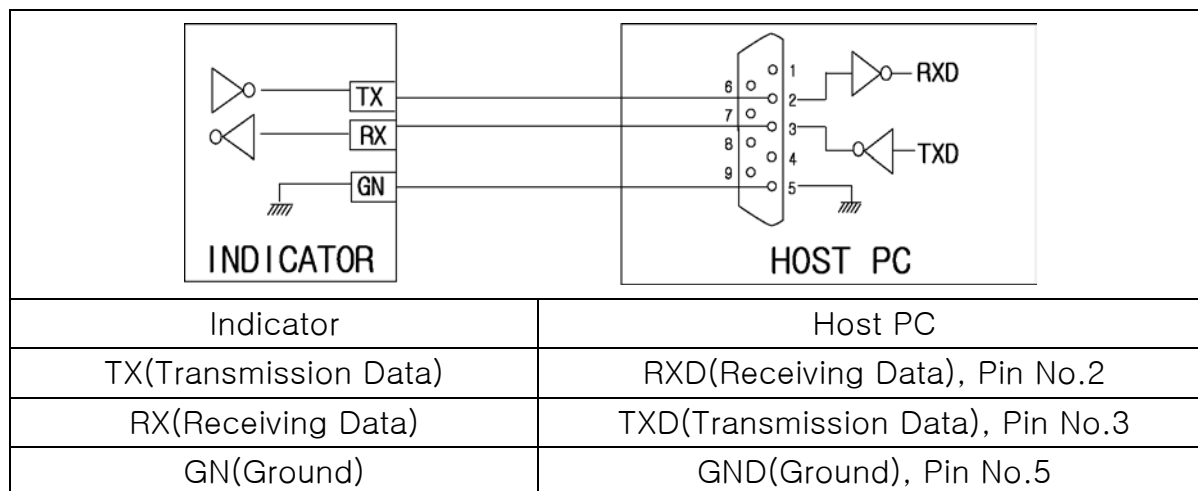 TX
RX
GN
INDICATOR
1
6
2
7
3
8
4
9
5
RXD
TXD
HOST PC
Indicator Host PC
TX(Transmission Data) RXD(Receiving Data), Pin No.2
RX(Receiving Data) TXD(Transmission Data), Pin No.3
GN(Ground) GND(Ground), Pin No.5